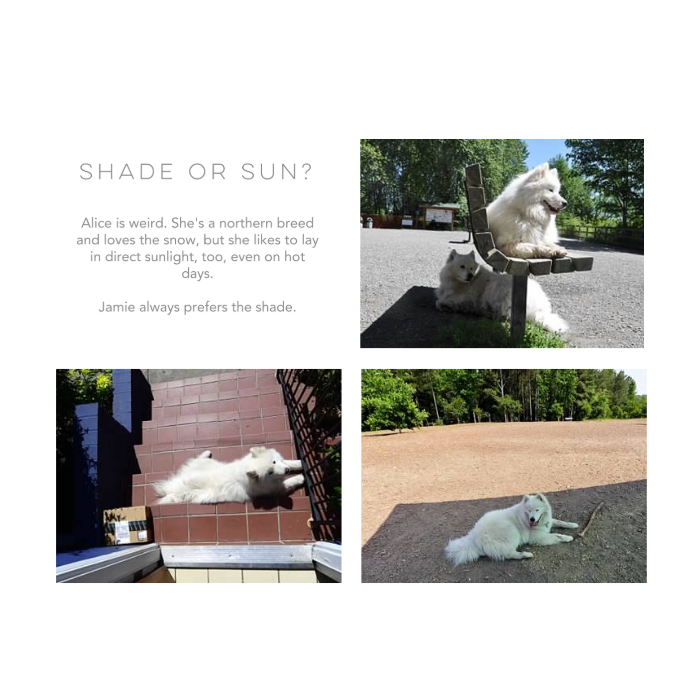 SHADE OR SUN?
Alice is weird. She's a northern breed
and loves the snow, but she likes to lay
in direct sunlight, too, even on hot
days.
Jamie always prefers the shade.